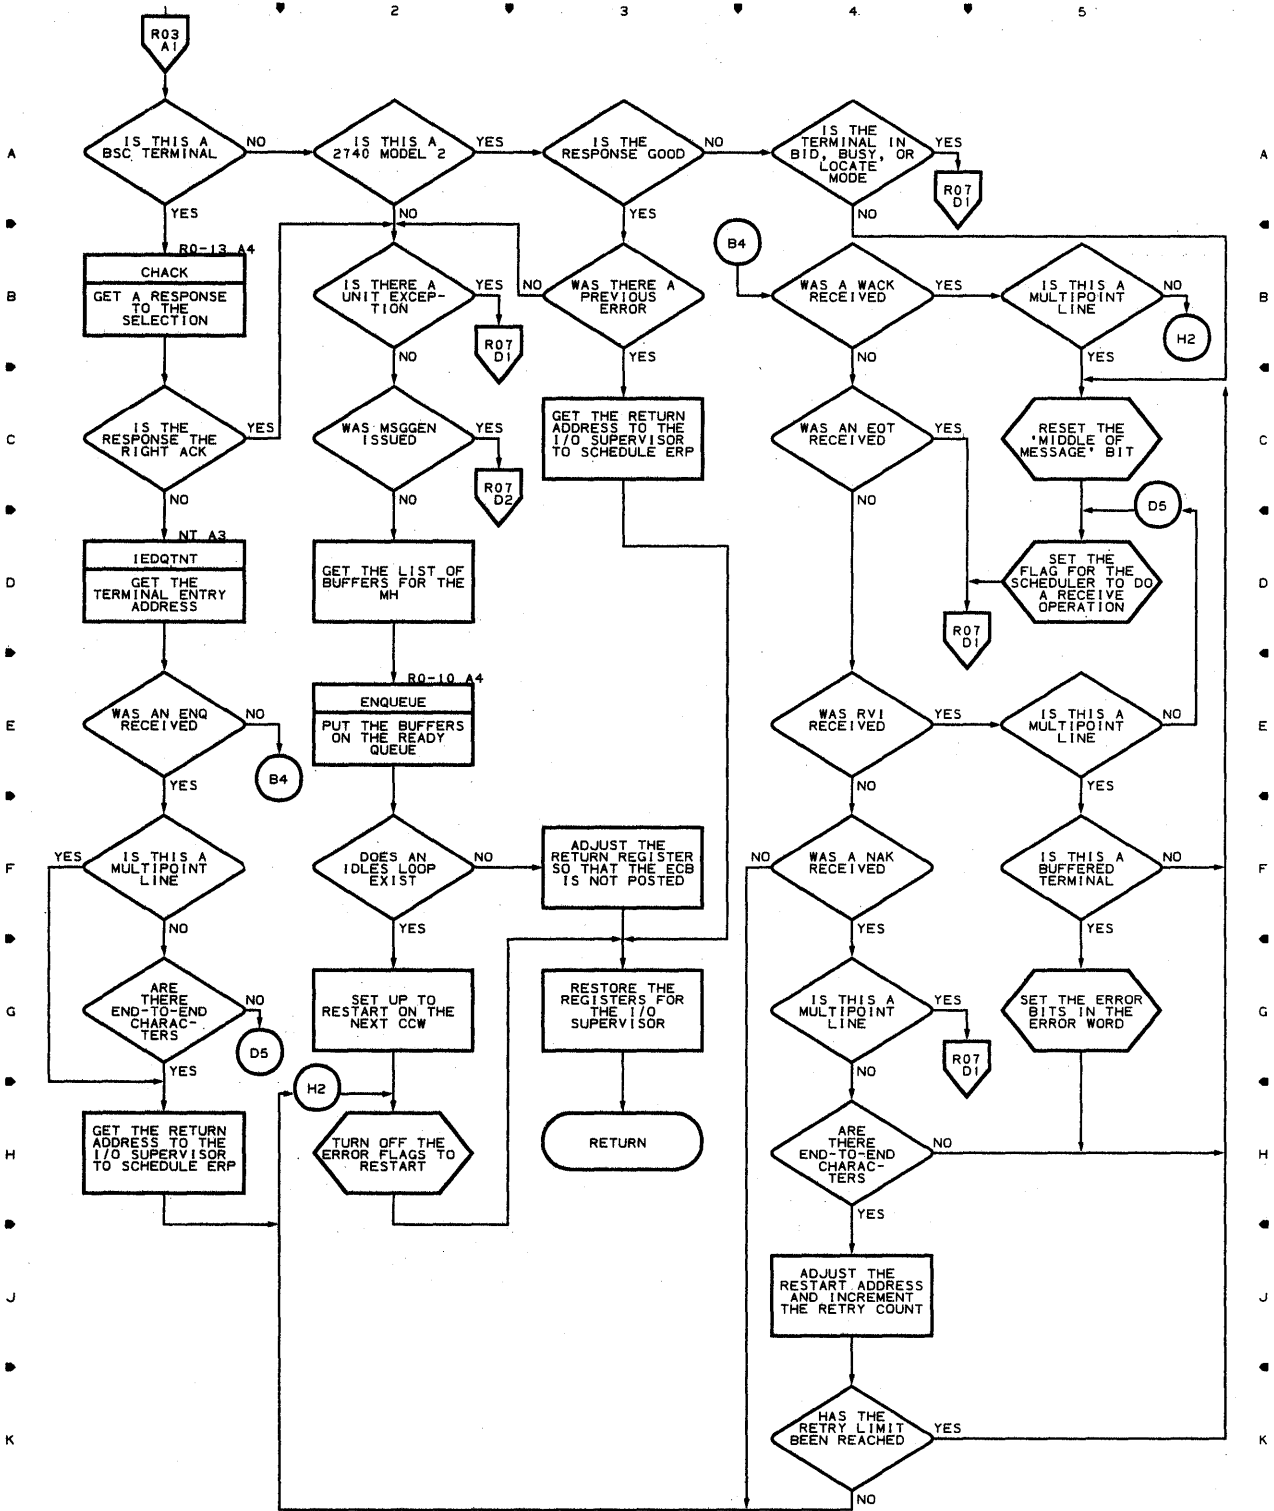 1
2
3
4
5
R03
A1
A
IS THIS A
BSC TERMINAL
NO
YES
IS THIS A
2740 MODEL 2
YES
NO
IS THE
RESPONSE GOOD
NO
YES
IS THE
TERMINAL IN
BID, BUSY, OR
LOCATE
MODE
YES
NO
R07
D1
A
B
R0-13 A4
CHACK
GET A RESPONSE
TO THE
SELECTION
IS THERE A
UNIT EXCEP-
TION
YES
NO
R07
D1
NO
WAS THERE A
PREVIOUS
ERROR
YES
B4
WAS A WACK
RECEIVED
YES
NO
IS THIS A
MULTIPOINT
LINE
NO
YES
H2
B
C
IS THE
RESPONSE THE
RIGHT ACK
YES
NO
WAS MSGGEN
ISSUED
YES
NO
R07
D2
GET THE RETURN
ADDRESS TO THE
I/O SUPERVISOR
TO SCHEDULE ERP
WAS AN EOT
RECEIVED
YES
NO
RESET THE
'MIDDLE OF
MESSAGE' BIT
C
D5
D
NT A3
IEDQTNT
GET THE
TERMINAL ENTRY
ADDRESS
GET THE LIST OF
BUFFERS FOR THE
MH
SET THE
FLAG FOR THE
SCHEDULER TO DO
A RECEIVE
OPERATION
R07
D1
D
E
WAS AN ENQ
RECEIVED
NO
YES
B4
R0-10 A4
ENQUEUE
PUT THE BUFFERS
ON THE READY
QUEUE
WAS RVI
RECEIVED
YES
NO
IS THIS A
MULTIPOINT
LINE
NO
YES
E
F
YES
IS THIS A
MULTIPOINT
LINE
NO
DOES AN
IDLES LOOP
EXIST
NO
YES
ADJUST THE
RETURN REGISTER
SO THAT THE ECB
IS NOT POSTED
NO
WAS A NAK
RECEIVED
YES
IS THIS A
BUFFERED
TERMINAL
NO
YES
F
G
ARE
THERE
END-TO-END
CHARAC-
TERS
NO
YES
D5
SET UP TO
RESTART ON THE
NEXT CCW
RESTORE THE
REGISTERS FOR
THE I/O
SUPERVISOR
IS THIS A
MULTIPOINT
LINE
YES
NO
R07
D1
SET THE ERROR
BITS IN THE
ERROR WORD
G
H2
H
GET THE RETURN
ADDRESS TO THE
I/O SUPERVISOR
TO SCHEDULE ERP
TURN OFF THE
ERROR FLAGS TO
RESTART
RETURN
ARE
THERE
END-TO-END
CHARAC-
TERS
NO
YES
H
J
ADJUST THE
RESTART ADDRESS
AND INCREMENT
THE RETRY COUNT
J
K
HAS THE
RETRY LIMIT
BEEN REACHED
YES
NO
K